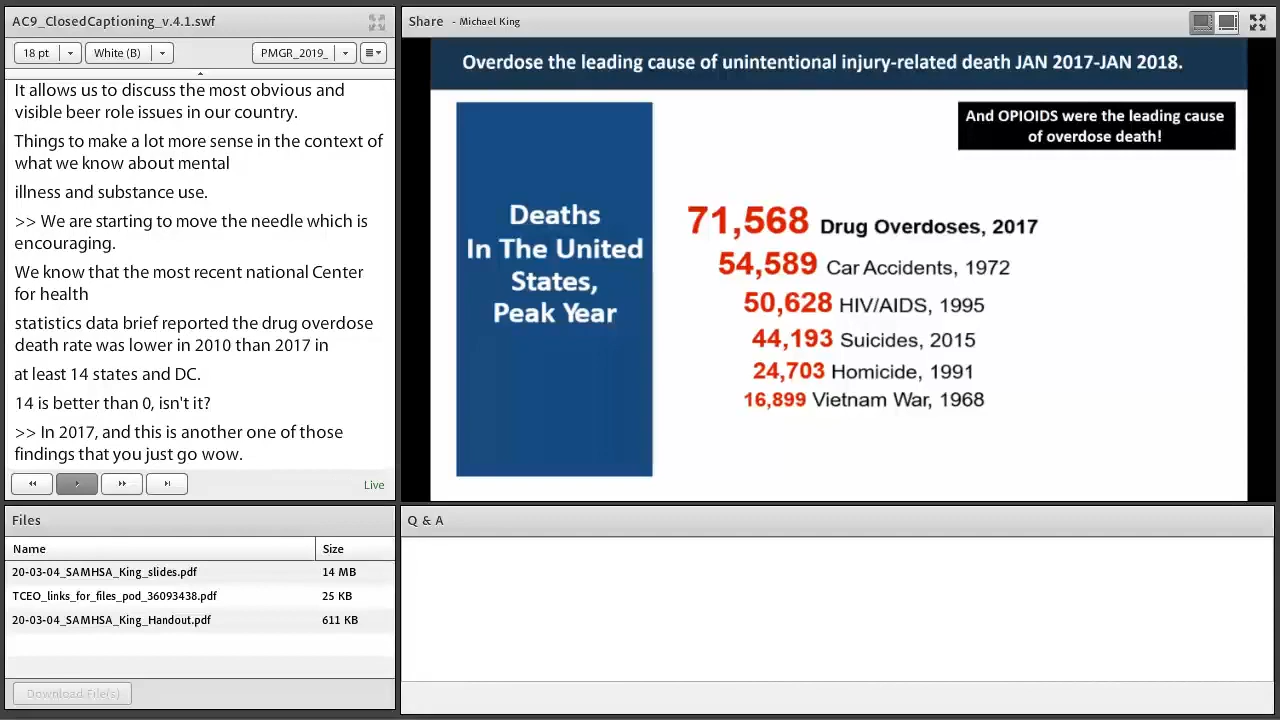 AC9_ClosedCaptioning_v.4.1.swf
18 pt
White (B)
PMGR_2019_
It allows us to discuss the most obvious and
visible beer role issues in our country.
Things to make a lot more sense in the context of
what we know about mental
illness and substance use.
>> We are starting to move the needle which is
encouraging.
We know that the most recent national Center
for health
statistics data brief reported the drug overdose
death rate was lower in 2010 than 2017 in
at least 14 states and DC.
14 is better than 0, isn't it?
>> In 2017, and this is another one of those
findings that you just go wow.
Live
Share - Michael King
Overdose the leading cause of unintentional injury-related death JAN 2017-JAN 2018.
And OPIOIDS were the leading cause
of overdose death!
Deaths
In The United
States,
Peak Year
71,568 Drug Overdoses, 2017
54,589 Car Accidents, 1972
50,628 HIV/AIDS, 1995
44,193 Suicides, 2015
24,703 Homicide, 1991
16,899 Vietnam War, 1968
Files
Name Size
20-03-04_SAMHSA_King_slides.pdf 14 MB
TCEO_links_for_files_pod_36093438.pdf 25 KB
20-03-04_SAMHSA_King_Handout.pdf 611 KB
Download File(s)
Q & A